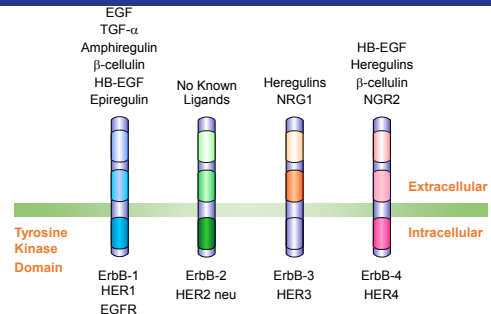 EGF
TGF-α
Amphiregulin
β-cellulin
HB-EGF
Epiregulin
No Known
Ligands
Heregulins
NRG1
HB-EGF
Heregulins
β-cellulin
NGR2
Extracellular
Tyrosine
Kinase
Domain
Intracellular
ErbB-1
HER1
EGFR
ErbB-2
HER2 neu
ErbB-3
HER3
ErbB-4
HER4